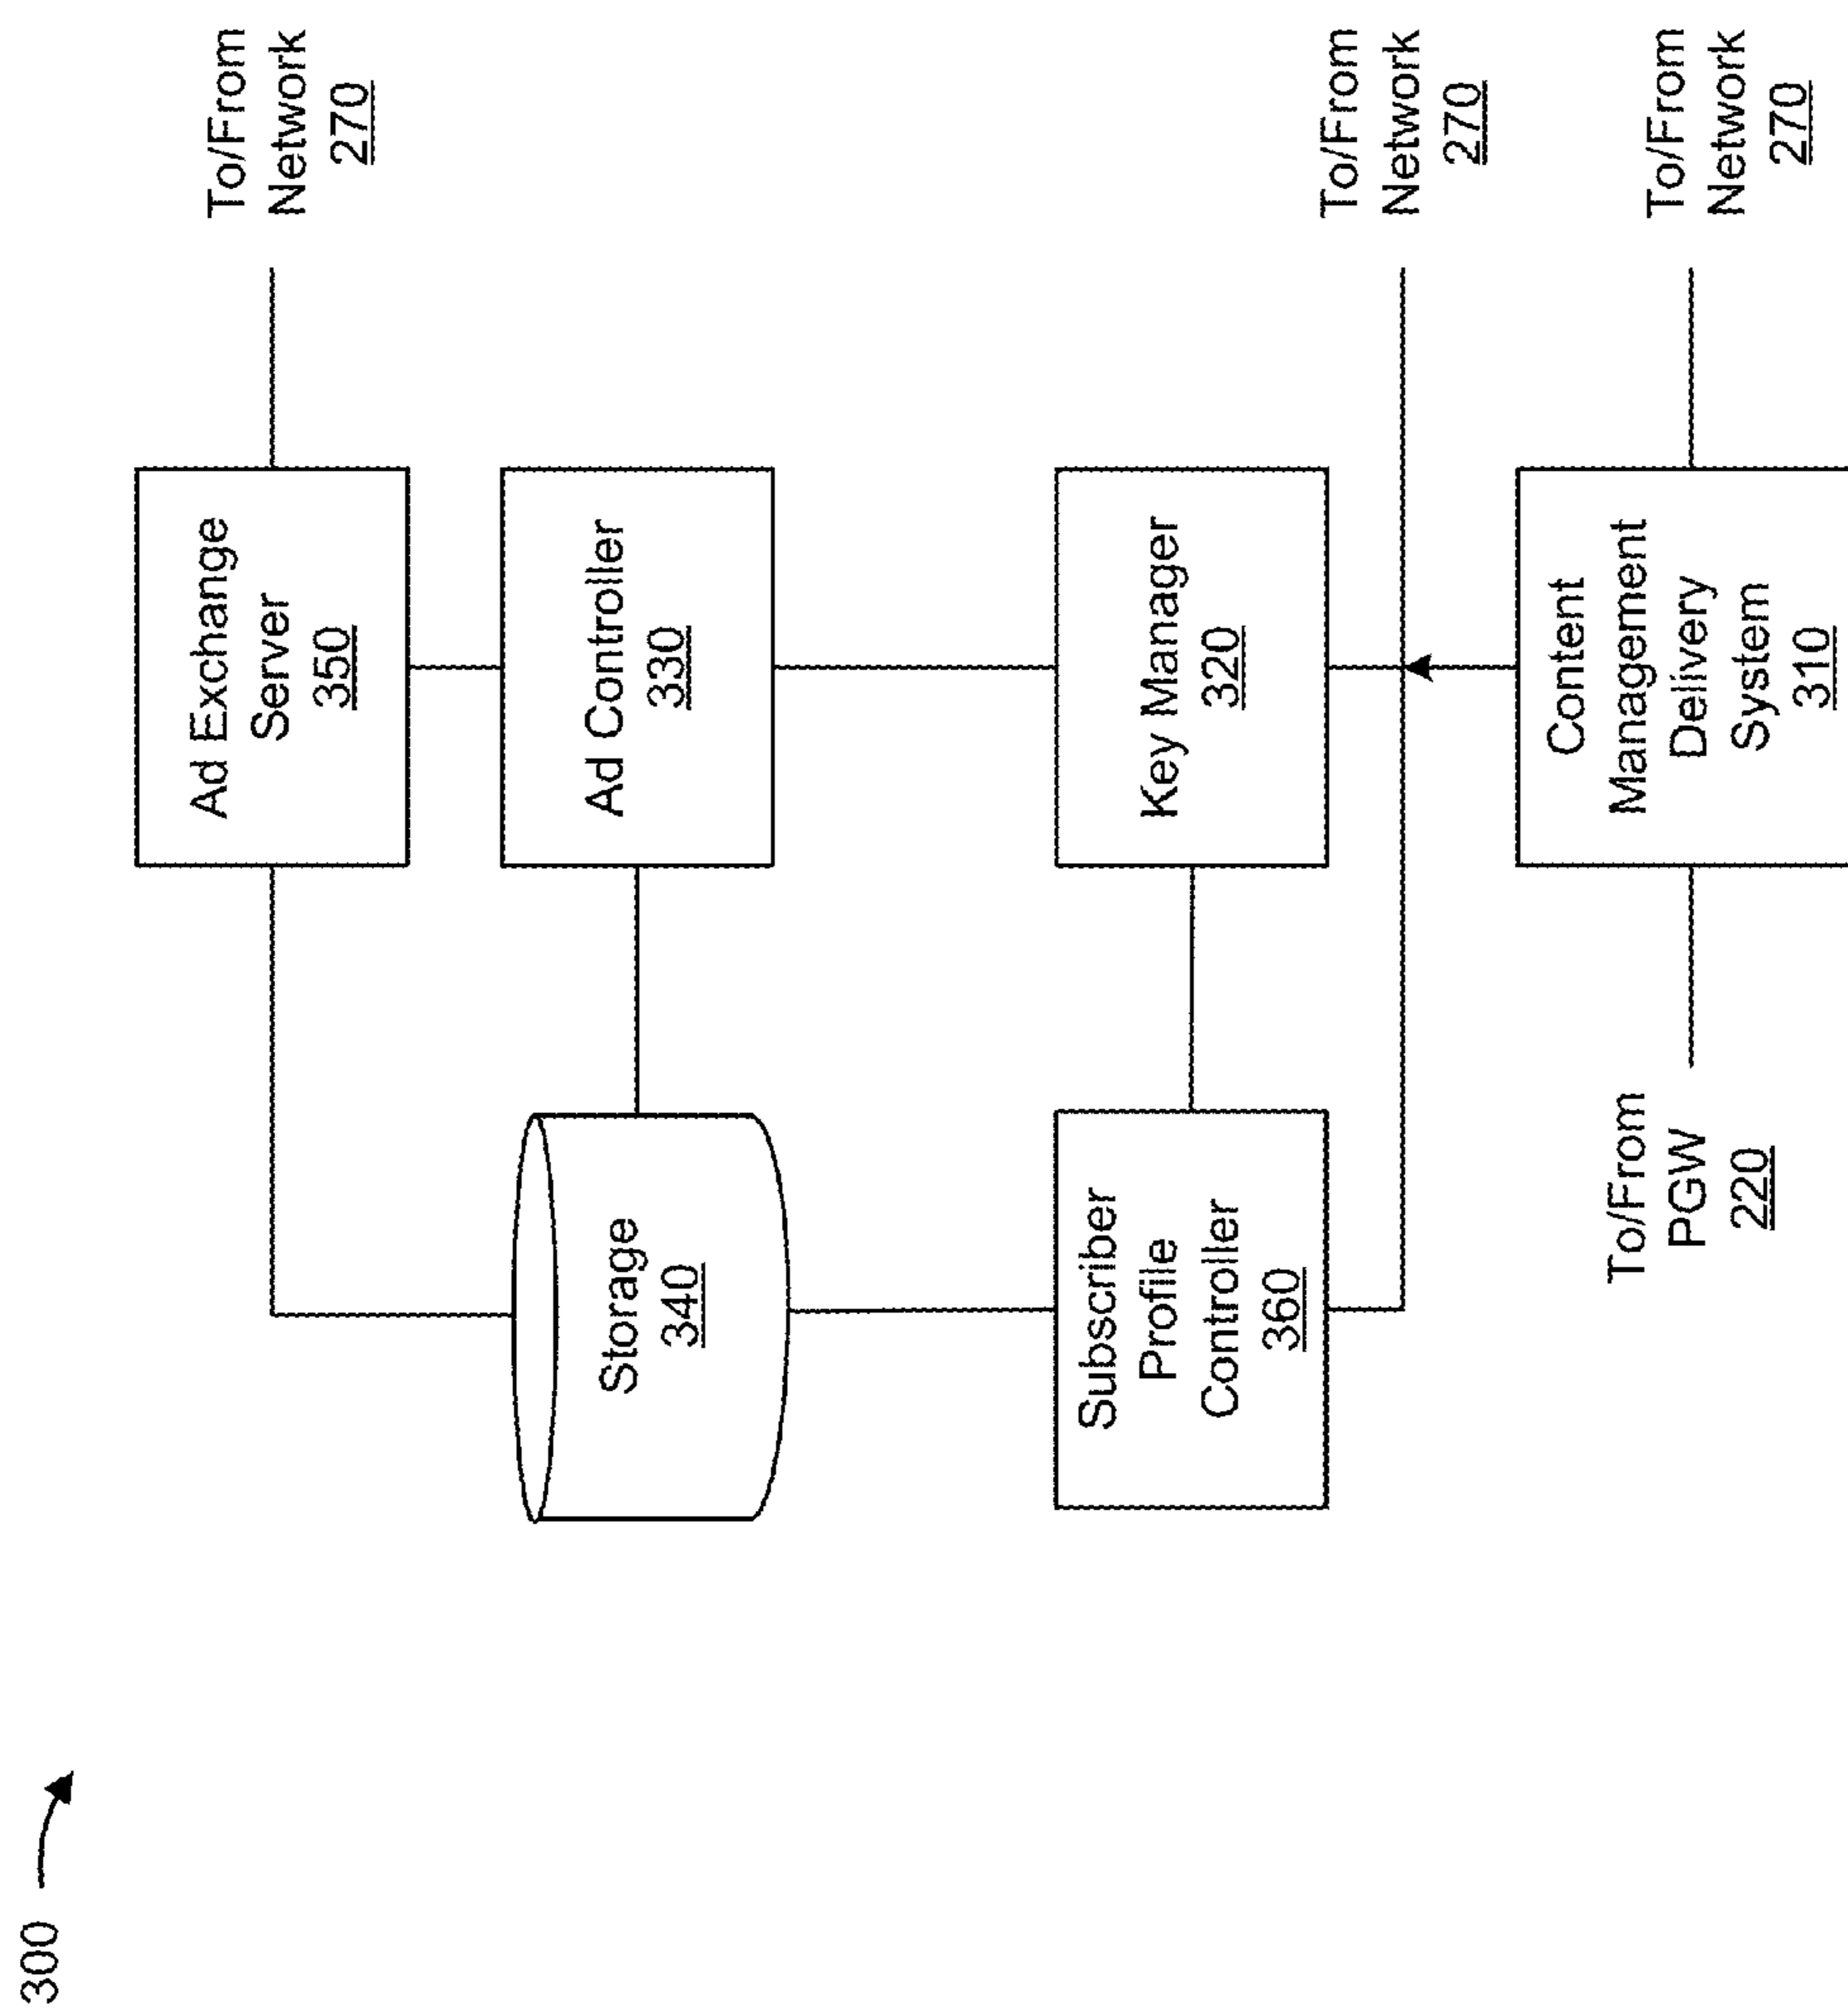 300
Ad Exchange
Server
350
To/From
Network
270
Storage
340
Ad Controller
330
Subscriber
Profile
Controller
360
Key Manager
320
To/From
Network
270
To/From
PGW
220
Content
Management
Delivery
System
310
To/From
Network
270